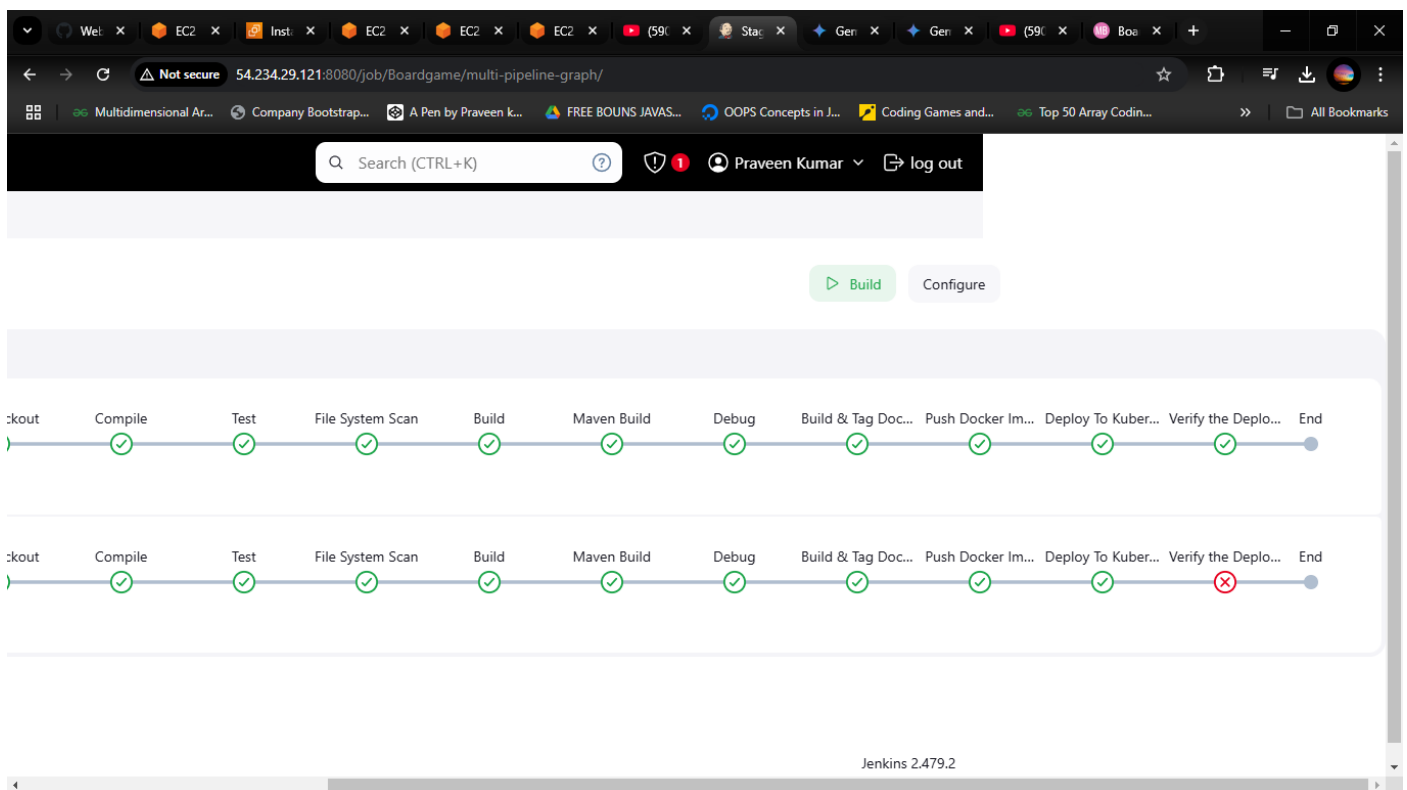 Wel EC2 Inst EC2 EC2 EC2 (59( Stag Gen Gen (59( MB Boa
Not secure 54.234.29.121:8080/job/Boardgame/multi-pipeline-graph/
Multidimensional Ar... Company Bootstrap... A Pen by Praveen k... FREE BOUNS JAVAS... OOPS Concepts in J... Coding Games and... Top 50 Array Codin... » All Bookmarks
Search (CTRL+K) ? 1 Praveen Kumar log out
Build Configure
ckout Compile Test File System Scan Build Maven Build Debug Build & Tag Doc... Push Docker Im... Deploy To Kuber... Verify the Deplo... End
ckout Compile Test File System Scan Build Maven Build Debug Build & Tag Doc... Push Docker Im... Deploy To Kuber... Verify the Deplo... End
Jenkins 2.479.2